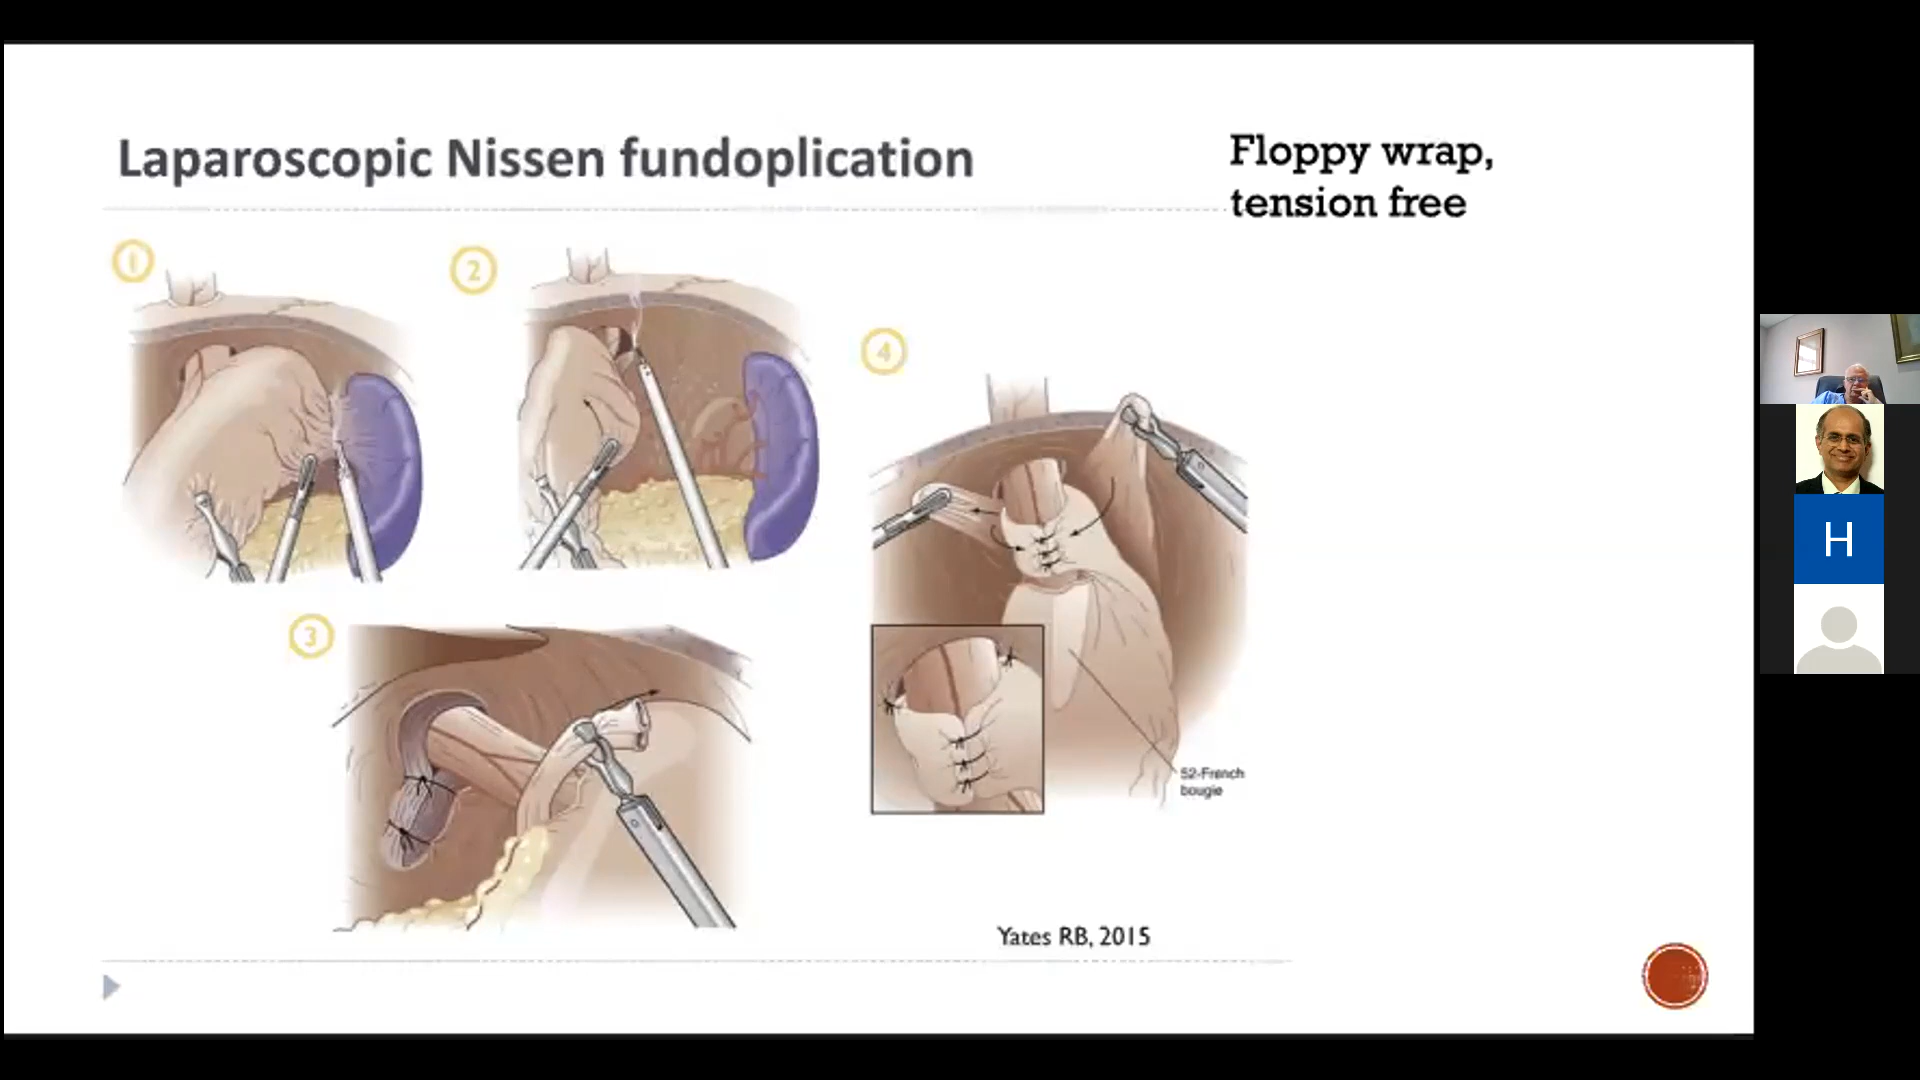 Laparoscopic Nissen fundoplication
Floppy wrap,
tension free
1
2
4
3
52-French
bougie
Yates RB, 2015
H